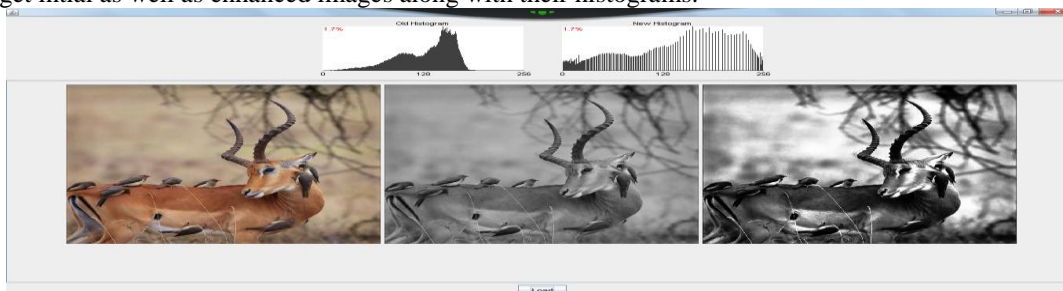 get intial as well as enhanced images along with their histograms.
Old Histogram
New Histogram
1.7%
1.7%
0 128 256
0 128 256
Load